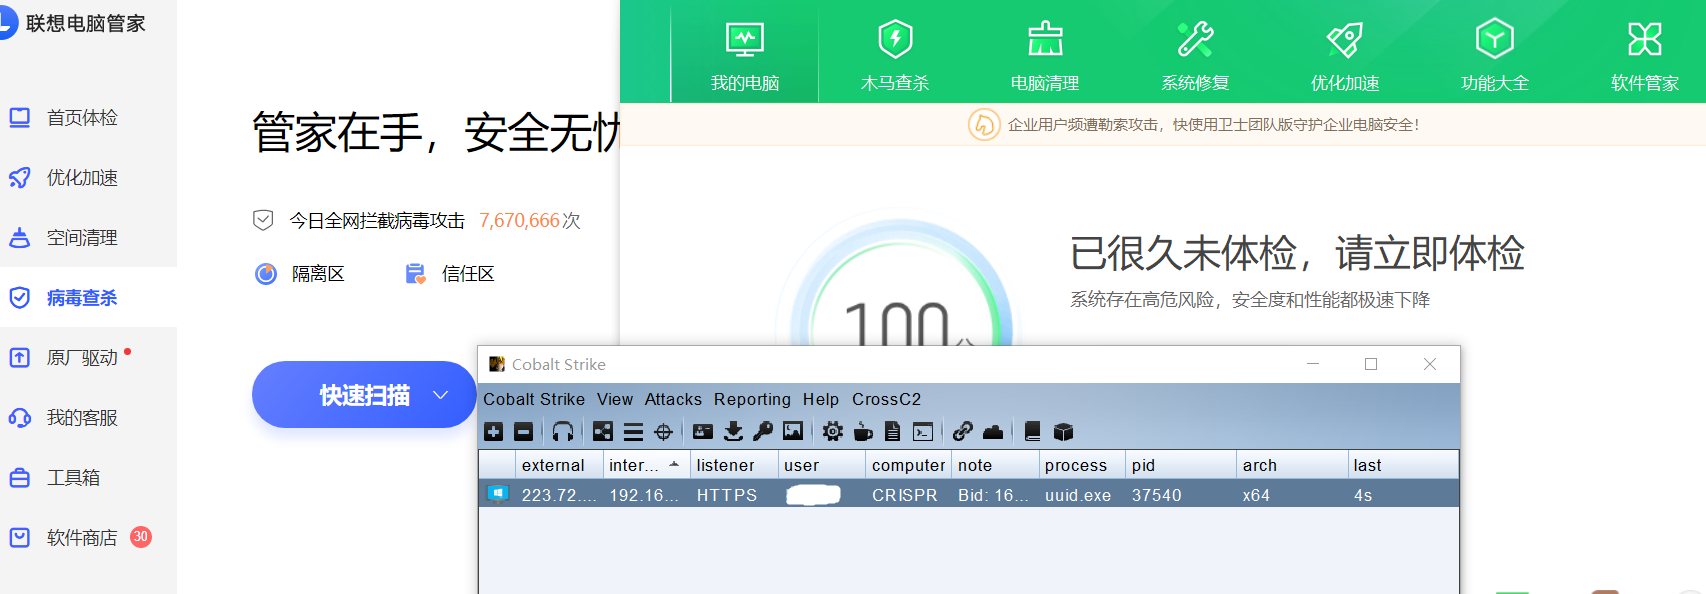 联想电脑管家
首页体检
优化加速
空间清理
病毒查杀
原厂驱动
我的客服
工具箱
软件商店 30
管家在手，安全无忧
今日全网拦截病毒攻击 7,670,666次
隔离区 信任区
快速扫描
我的电脑 木马查杀 电脑清理 系统修复 优化加速 功能大全 软件管家
企业用户频遭勒索攻击，快使用卫士团队版守护企业电脑安全！
100
已很久未体检，请立即体检
系统存在高危风险，安全度和性能都极速下降
Cobalt Strike
Cobalt Strike View Attacks Reporting Help CrossC2
external inter... listener user computer note process pid arch last
223.72.... 192.16... HTTPS CRISPR Bid: 16... uuid.exe 37540 x64 4s